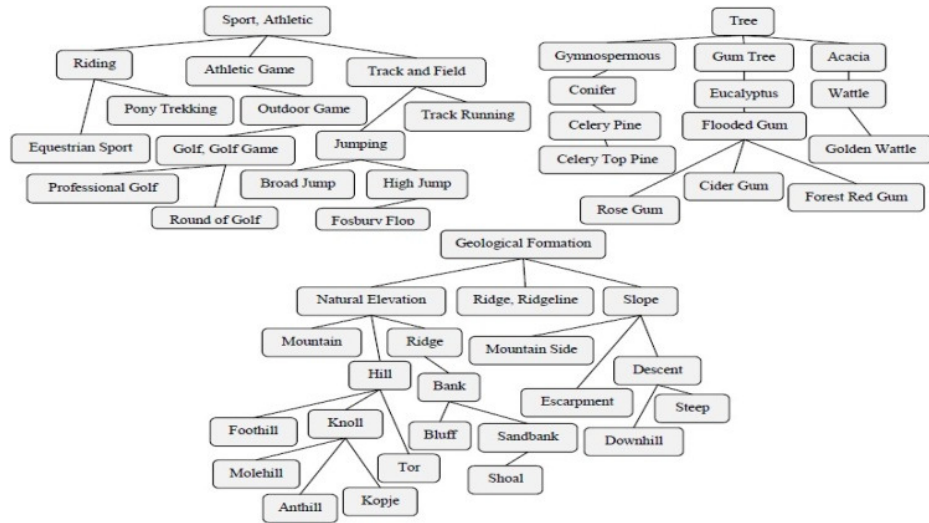 Sport, Athletic
Riding
Athletic Game
Track and Field
Pony Trekking
Outdoor Game
Track Running
Equestrian Sport
Golf, Golf Game
Jumping
Professional Golf
Broad Jump
High Jump
Round of Golf
Fosbury Flop
Tree
Gymnospermous
Gum Tree
Acacia
Conifer
Eucalyptus
Wattle
Celery Pine
Flooded Gum
Golden Wattle
Celery Top Pine
Rose Gum
Cider Gum
Forest Red Gum
Geological Formation
Natural Elevation
Ridge, Ridgeline
Slope
Mountain
Ridge
Mountain Side
Hill
Bank
Descent
Escarpment
Steep
Foothill
Knoll
Bluff
Sandbank
Downhill
Molehill
Tor
Shoal
Anthill
Kopje